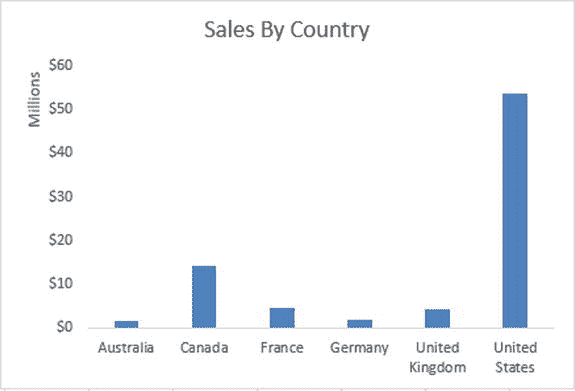 Sales By Country
Millions
$60
$50
$40
$30
$20
$10
$0
Australia
Canada
France
Germany
United
Kingdom
United
States